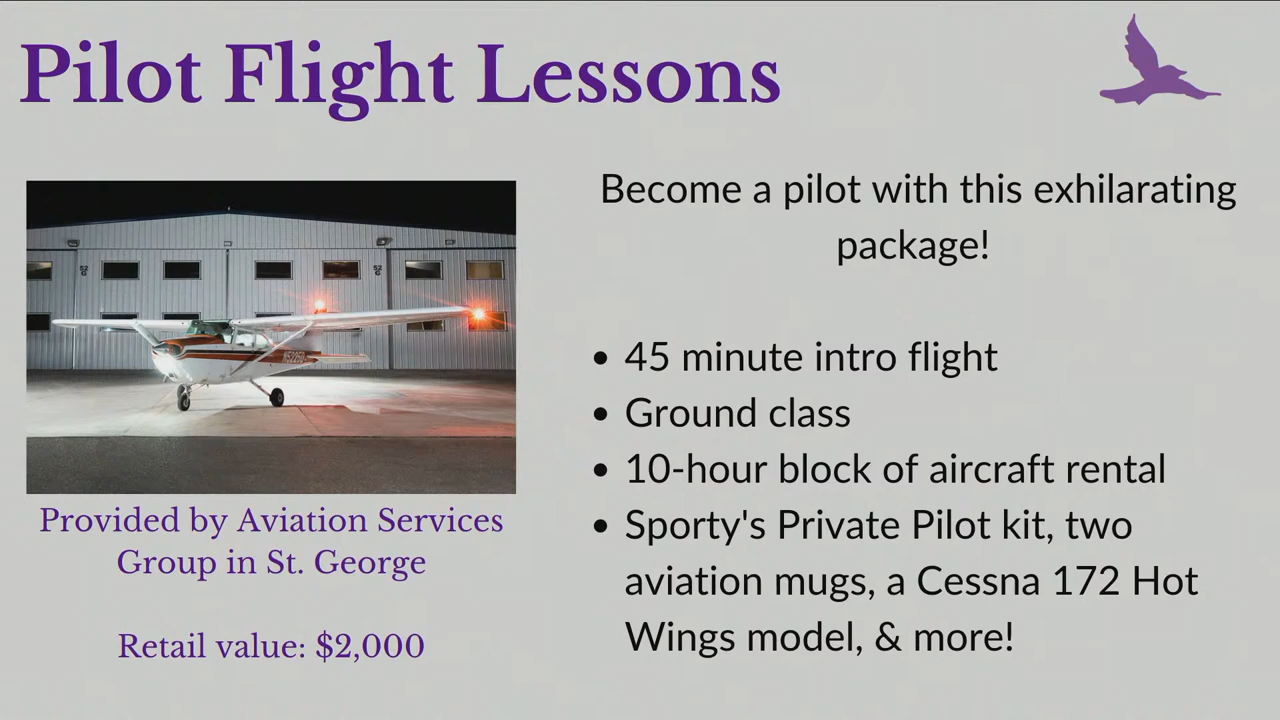 Pilot Flight Lessons
Become a pilot with this exhilarating
package!
• 45 minute intro flight
• Ground class
• 10-hour block of aircraft rental
• Sporty's Private Pilot kit, two
aviation mugs, a Cessna 172 Hot
Wings model, & more!
Provided by Aviation Services
Group in St. George
Retail value: $2,000